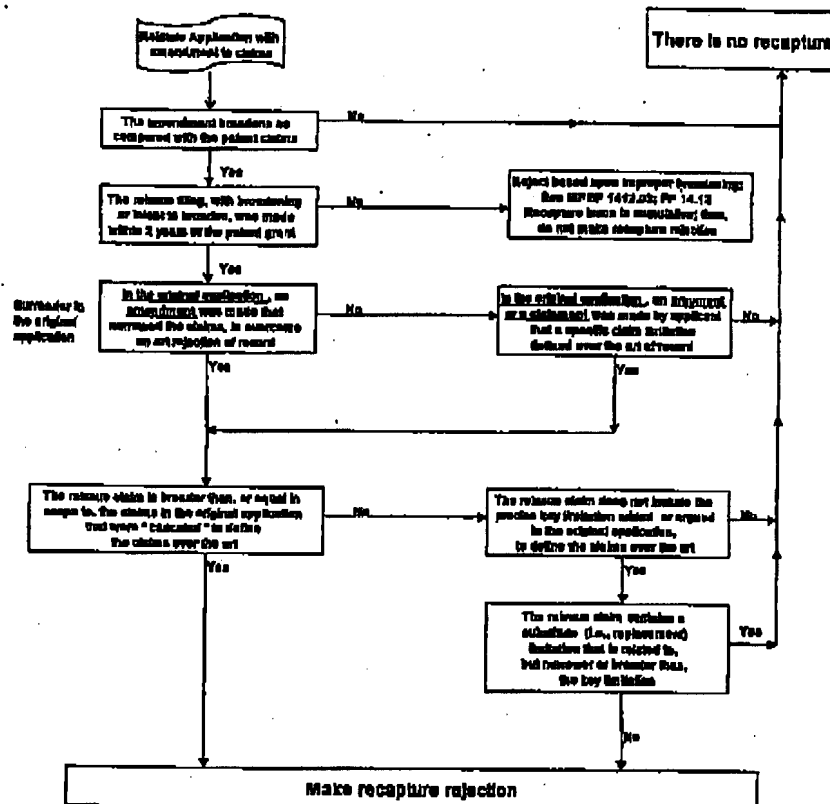 Reissue Application with
amendment to claims
There is no recapture
The amendment broadens as
compared with the patent claims
No
Yes
The reissue filing, with broadening
or intent to broaden, was made
within 2 years of the patent grant
No
Reject based upon improper broadening:
See MPEP 1412.03; FP 14.12
Recapture issue is cumulative; thus,
do not make recapture rejection
Yes
Surrender in
the original
application
In the original application, an
amendment was made that
narrowed the claims, to overcome
an art rejection of record
No
In the original application, an argument
or a statement was made by applicant
that a specific claim limitation
defined over the art of record
No
Yes
Yes
The reissue claim is broader than, or equal in
scope to, the claims in the original application
that were
to define
the claims over the art
No
The reissue claim does not include the
precise key limitation added or argued
in the original application,
to define the claims over the art
No
Yes
Yes
The reissue claim contains a
substitute (i.e., replacement)
limitation that is related to,
but narrower or broader than,
the key limitation
Yes
No
Make recapture rejection